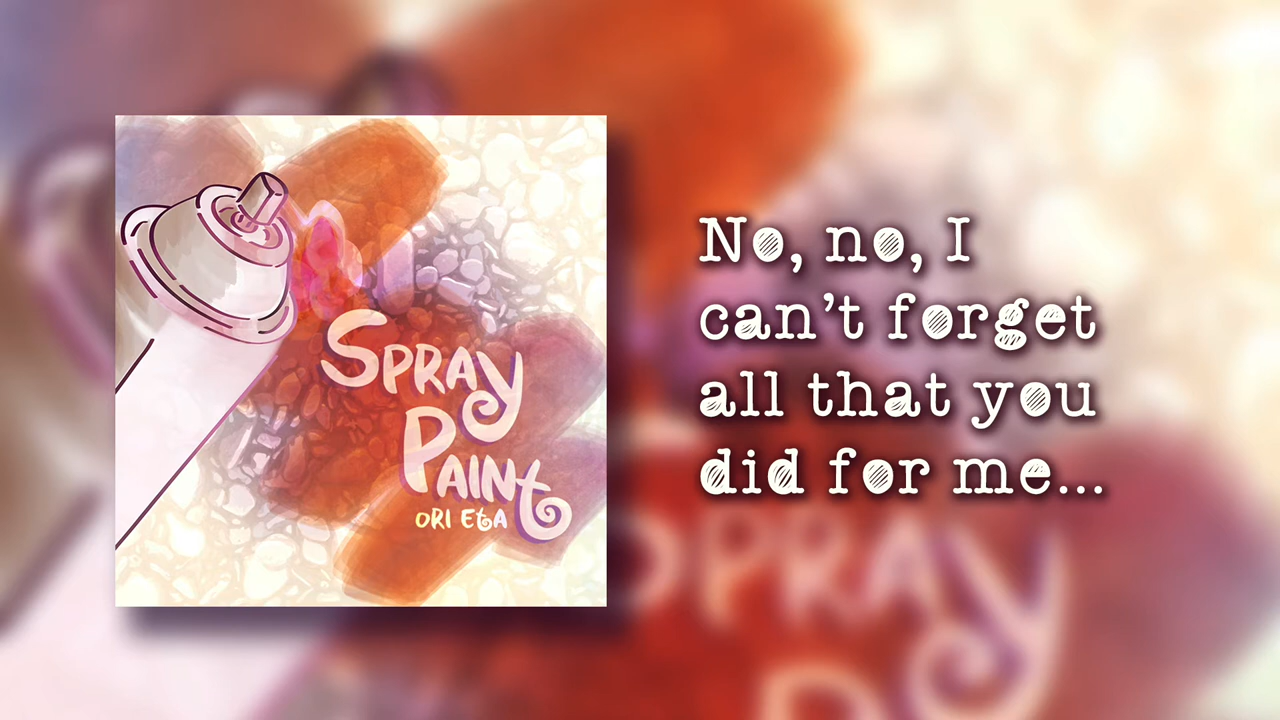 Spray
Paint
Ori Eta
No, no, I
can't forget
all that you
did for me...